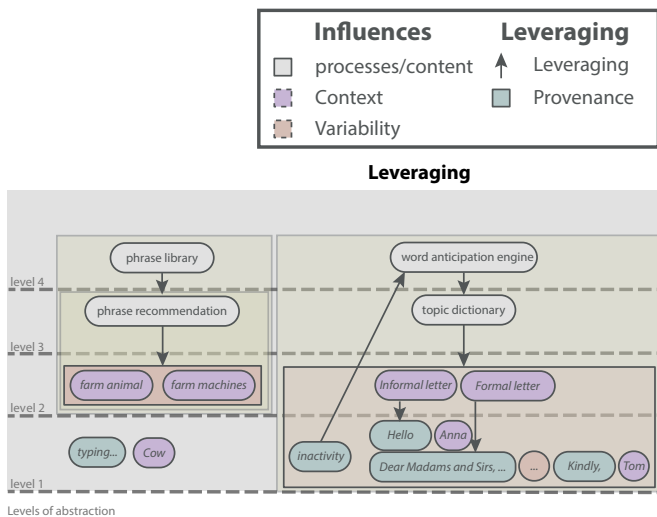 Influences Leveraging
processes/content Leveraging
Context Provenance
Variability
Leveraging
phrase library word anticipation engine
level 4
phrase recommendation topic dictionary
level 3
farm animal farm machines Informal letter Formal letter
level 2
Hello Anna
typing... Cow inactivity Dear Madams and Sirs, ... ... Kindly, Tom
level 1
Levels of abstraction